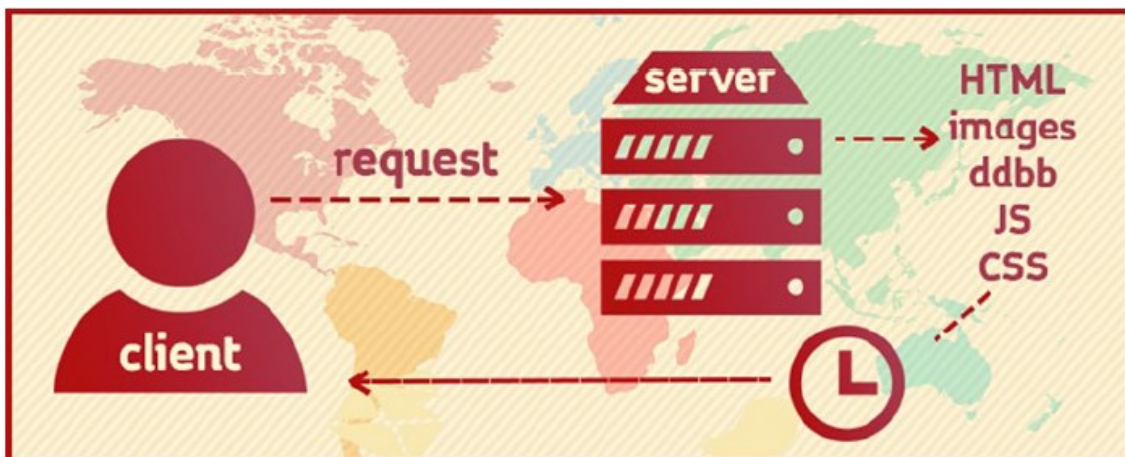 server
HTML
images
ddbb
JS
CSS
request
client